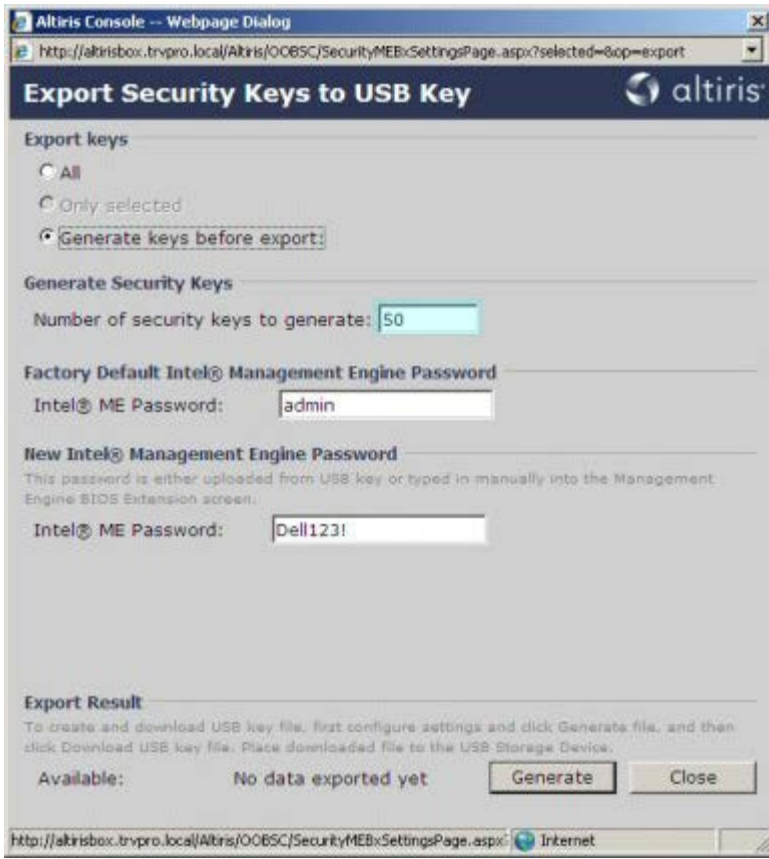 Altiris Console -- Webpage Dialog
http://altirisbox.trvpro.local/Altiris/OOBSC/SecurityMEBxSettingsPage.aspx?selected=&op=export
Export Security Keys to USB Key altiris
Export keys
All
Only selected
Generate keys before export:
Generate Security Keys
Number of security keys to generate: 50
Factory Default Intel® Management Engine Password
Intel® ME Password: admin
New Intel® Management Engine Password
This password is either uploaded from USB key or typed in manually into the Management
Engine BIOS Extension screen.
Intel® ME Password: Dell123!
Export Result
To create and download USB key file, first configure settings and click Generate file, and then
click Download USB key file. Place downloaded file to the USB Storage Device.
Available: No data exported yet Generate Close
http://altirisbox.trvpro.local/Altiris/OOBSC/SecurityMEBxSettingsPage.aspx? Internet